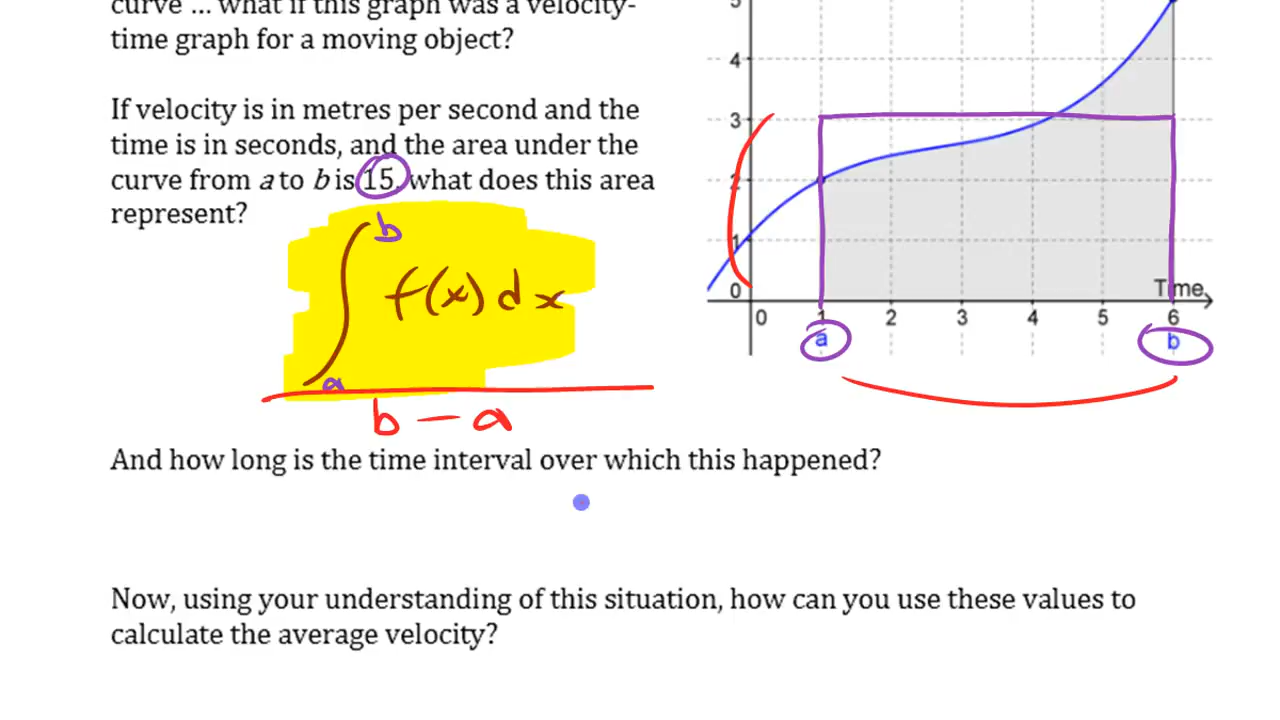 curve ... what if this graph was a velocity-
time graph for a moving object?
If velocity is in metres per second and the
time is in seconds, and the area under the
curve from a to b is 15, what does this area
represent?
∫
b
a
f(x) dx
b - a
5
4
3
2
1
0
Time
0 1 2 3 4 5 6
a b
And how long is the time interval over which this happened?
Now, using your understanding of this situation, how can you use these values to
calculate the average velocity?